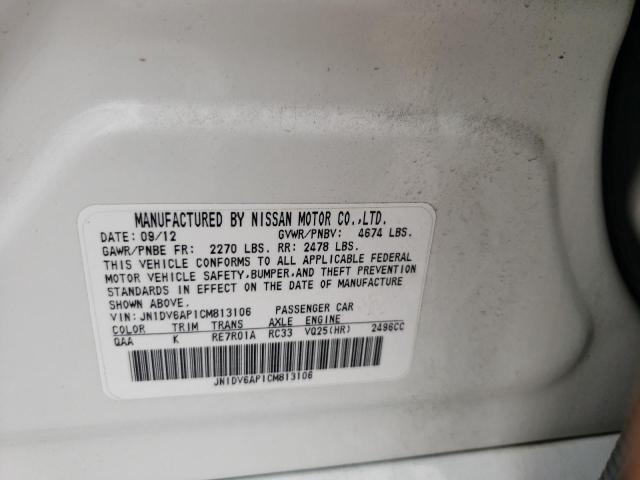 MANUFACTURED BY NISSAN MOTOR CO.,LTD.
DATE: 09/12 GVWR/PNBV: 4674 LBS.
GAWR/PNBE FR: 2270 LBS. RR: 2478 LBS.
THIS VEHICLE CONFORMS TO ALL APPLICABLE FEDERAL
MOTOR VEHICLE SAFETY,BUMPER,AND THEFT PREVENTION
STANDARDS IN EFFECT ON THE DATE OF MANUFACTURE
SHOWN ABOVE.
VIN: JN1DV6AP1CM813106 PASSENGER CAR
COLOR TRIM TRANS AXLE ENGINE
QAA K RE7R01A RC33 VQ25(HR) 2496CC
JN1DV6AP1CM813106